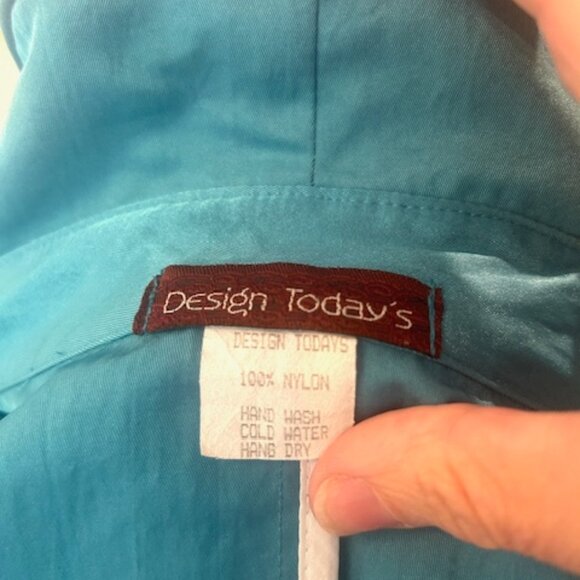 Design Today's
DESIGN TODAYS
100% NYLON
HAND WASH
COLD WATER
HANG DRY